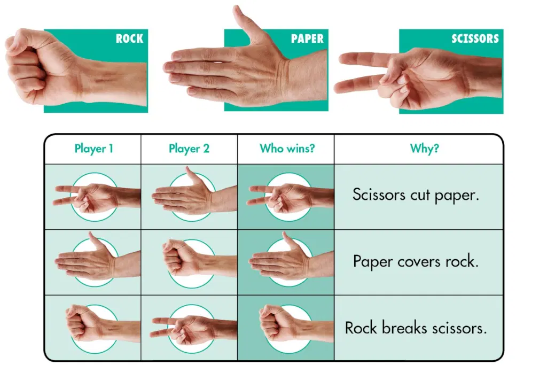 ROCK
PAPER
SCISSORS
Player 1 Player 2 Who wins? Why?
Scissors cut paper.
Paper covers rock.
Rock breaks scissors.